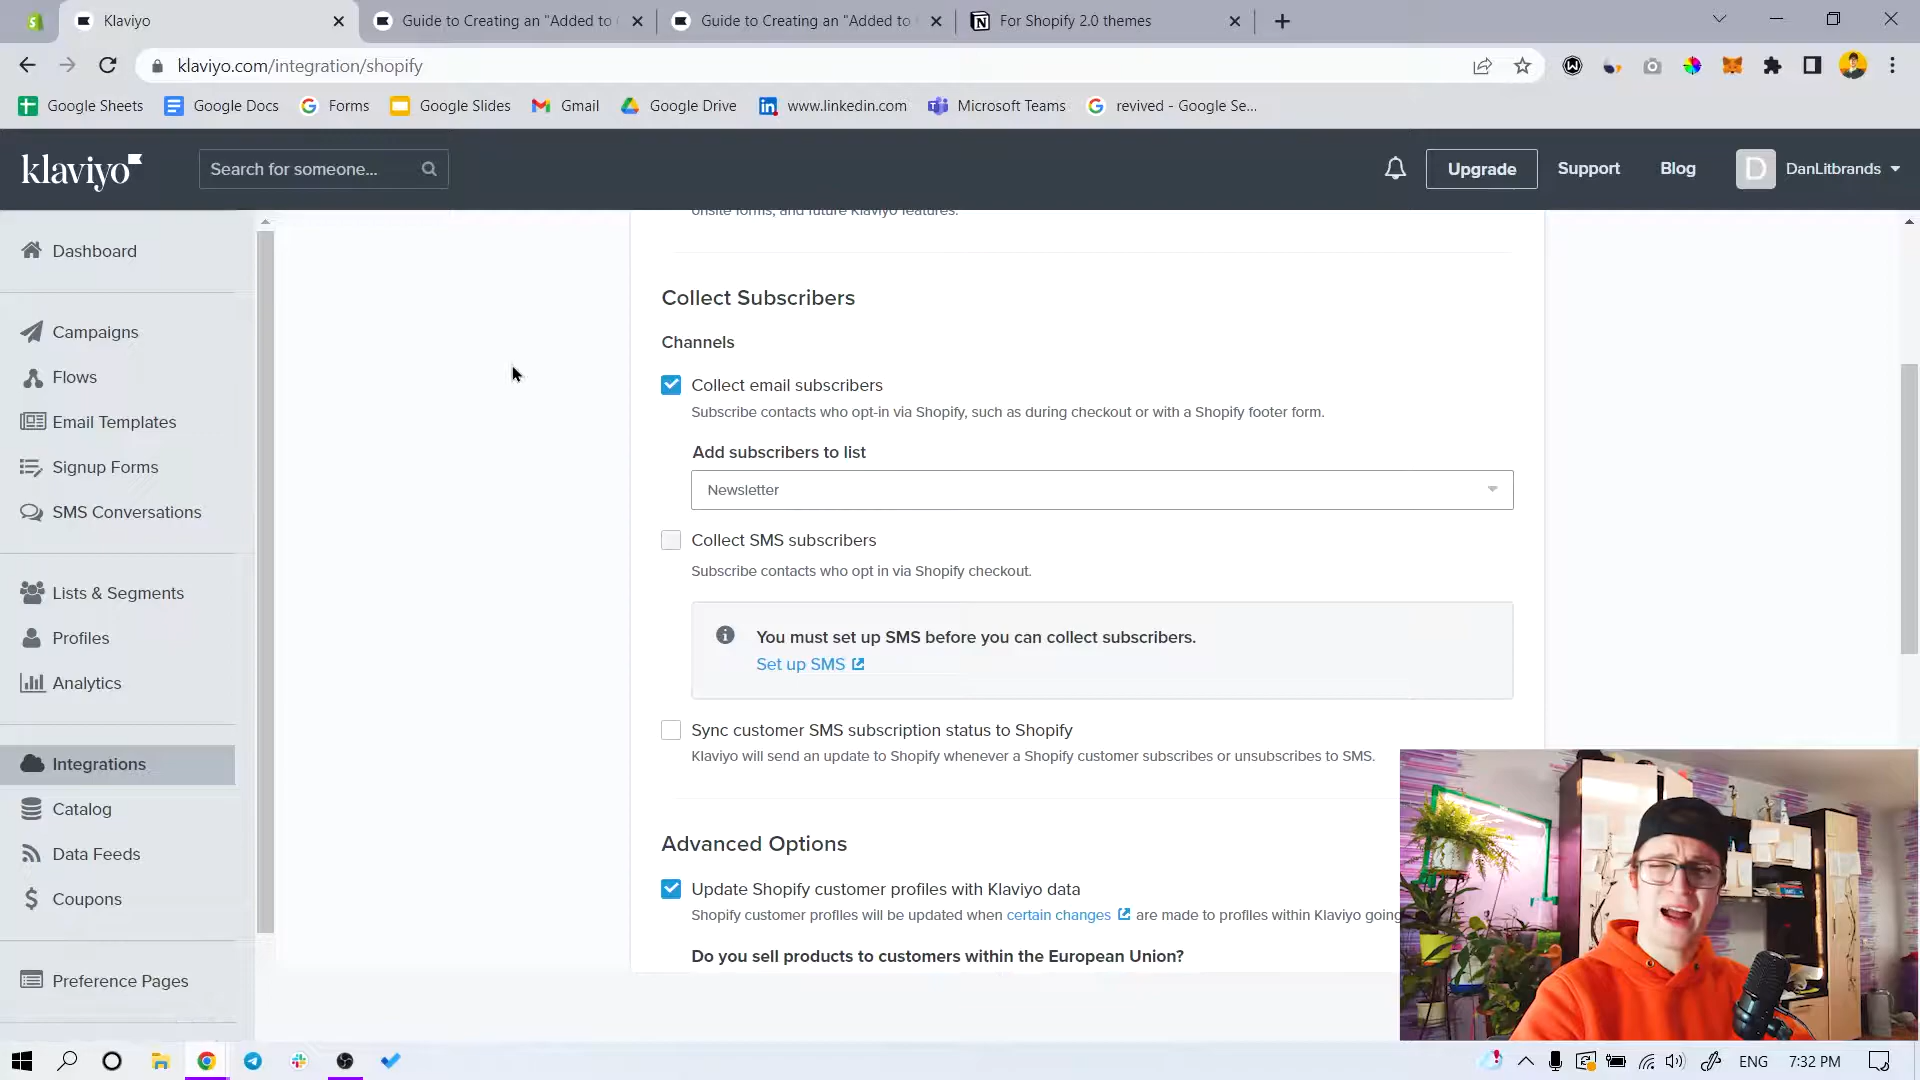 Klaviyo
Guide to Creating an "Added to
Guide to Creating an "Added to
For Shopify 2.0 themes
klaviyo.com/integration/shopify
Google Sheets
Google Docs
Forms
Google Slides
Gmail
Google Drive
www.linkedin.com
Microsoft Teams
revived - Google Se...
klaviyo
Search for someone...
Upgrade
Support
Blog
D
DanLitbrands
Dashboard
Campaigns
Flows
Email Templates
Signup Forms
SMS Conversations
Lists & Segments
Profiles
Analytics
Integrations
Catalog
Data Feeds
Coupons
Preference Pages
onsite forms, and future Klaviyo features.
Collect Subscribers
Channels
Collect email subscribers
Subscribe contacts who opt-in via Shopify, such as during checkout or with a Shopify footer form.
Add subscribers to list
Newsletter
Collect SMS subscribers
Subscribe contacts who opt in via Shopify checkout.
You must set up SMS before you can collect subscribers.
Set up SMS
Sync customer SMS subscription status to Shopify
Klaviyo will send an update to Shopify whenever a Shopify customer subscribes or unsubscribes to SMS.
Advanced Options
Update Shopify customer profiles with Klaviyo data
Shopify customer profiles will be updated when certain changes are made to profiles within Klaviyo going
Do you sell products to customers within the European Union?
ENG
7:32 PM